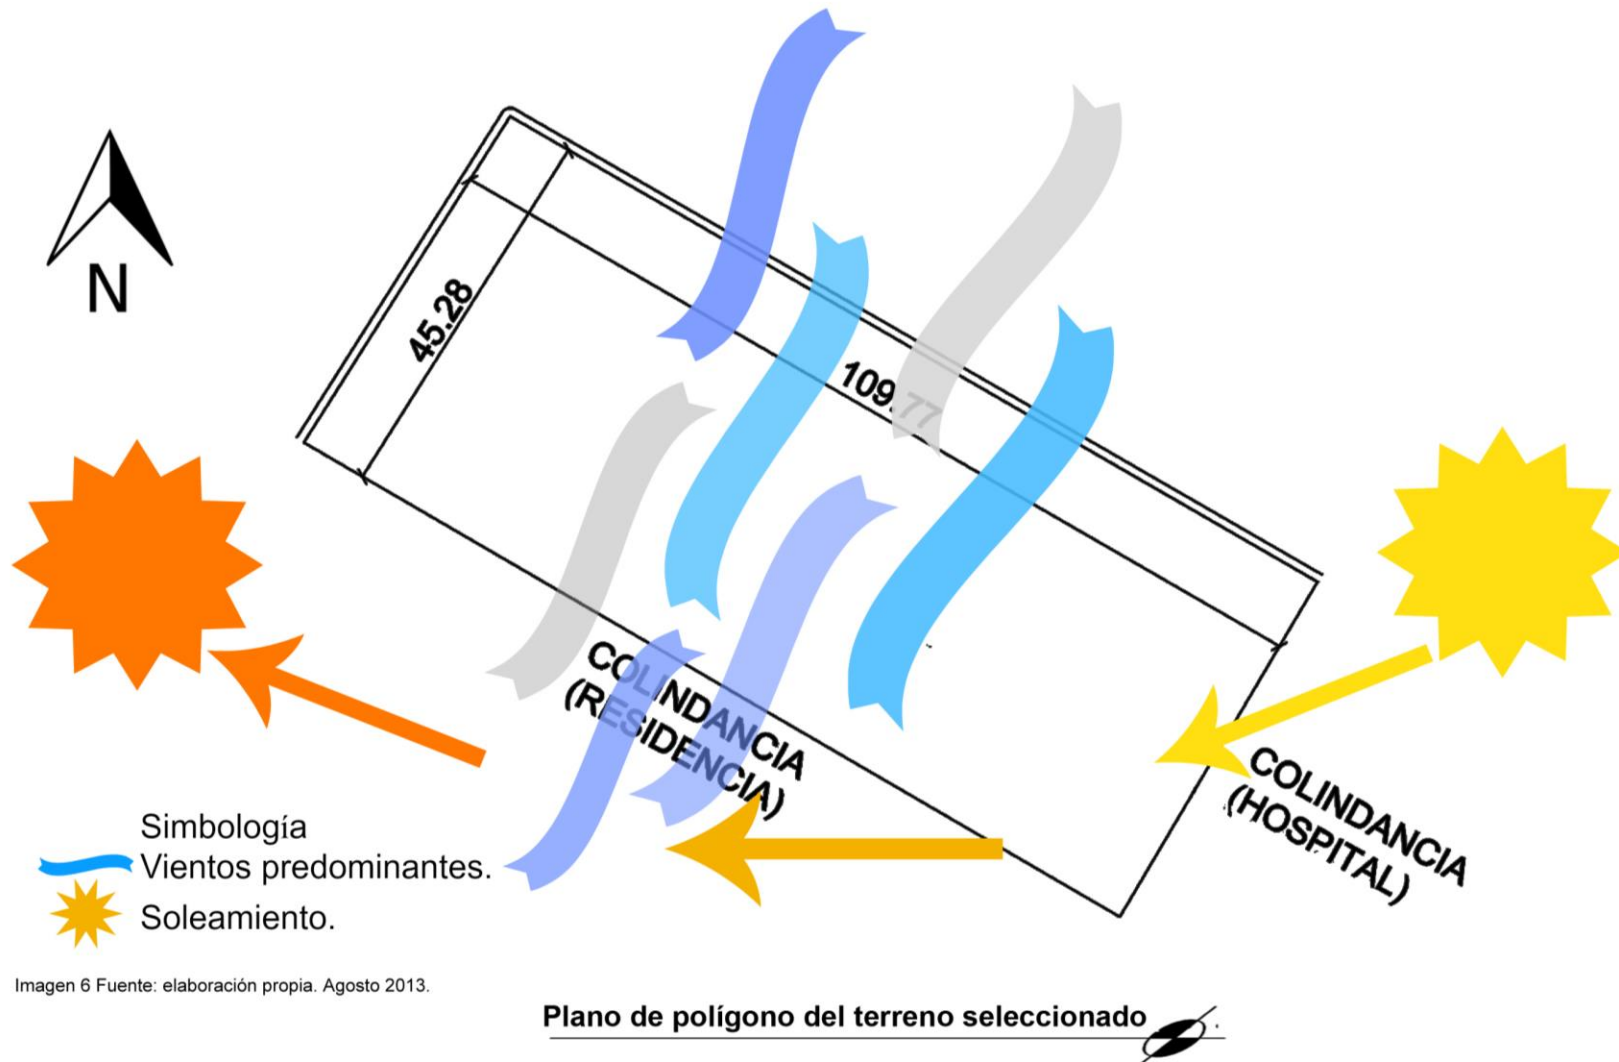 N
45.28
109.77
COLINDANCIA
(RESIDENCIA)
COLINDANCIA
(HOSPITAL)
Simbología
Vientos predominantes.
Soleamiento.
Imagen 6 Fuente: elaboración propia. Agosto 2013.
Plano de polígono del terreno seleccionado